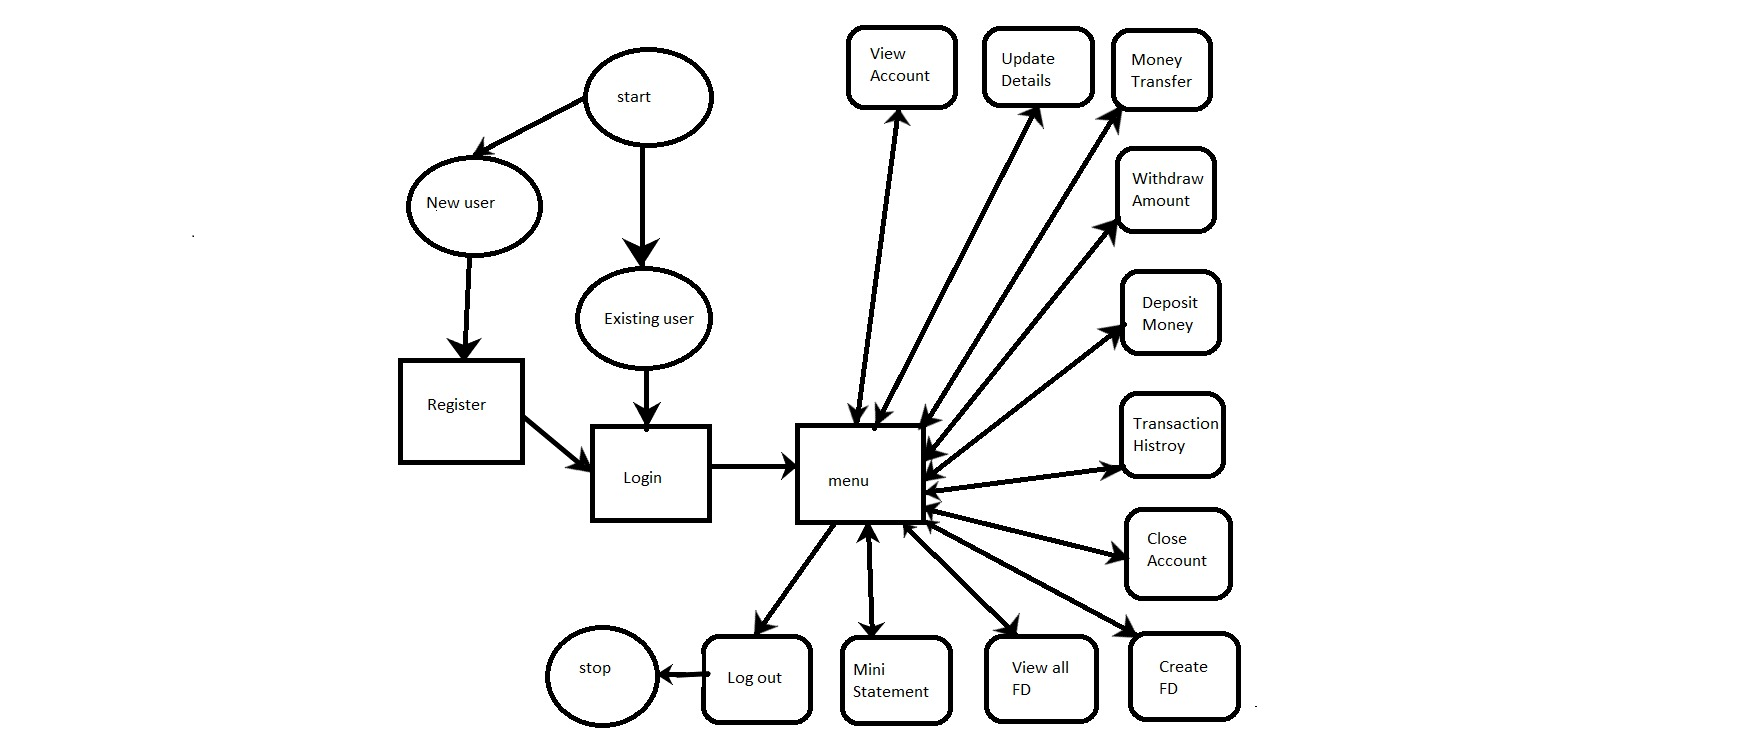 start
New user
Existing user
Register
Login
menu
View
Account
Update
Details
Money
Transfer
Withdraw
Amount
Deposit
Money
Transaction
Histroy
Close
Account
Create
FD
View all
FD
Mini
Statement
Log out
stop